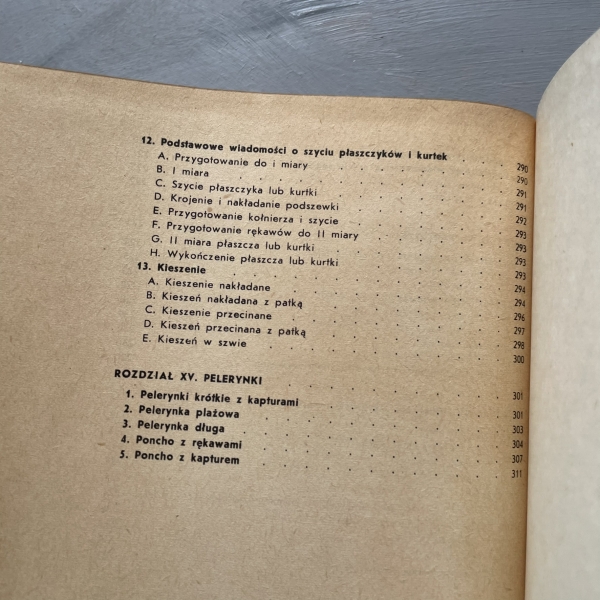 12. Podstawowe wiadomości o szyciu płaszczyków i kurtek . . . 290
A. Przygotowanie do i miary . . . 290
B. I miara . . . 291
C. Szycie płaszczyka lub kurtki . . . 291
D. Krojenie i nakładanie podszewki . . . 292
E. Przygotowanie kołnierza i szycie . . . 293
F. Przygotowanie rękawów do II miary . . . 293
G. II miara płaszcza lub kurtki . . . 293
H. Wykończenie płaszcza lub kurtki . . . 293
13. Kieszenie . . . 294
A. Kieszenie nakładane . . . 294
B. Kieszeń nakładana z patką . . . 296
C. Kieszenie przecinane . . . 297
D. Kieszeń przecinana z patką . . . 298
E. Kieszeń w szwie . . . 300
ROZDZIAŁ XV. PELERYNKI . . . 301
1. Pelerynki krótkie z kapturami . . . 301
2. Pelerynka plażowa . . . 303
3. Pelerynka długa . . . 304
4. Poncho z rękawami . . . 307
5. Poncho z kapturem . . . 311